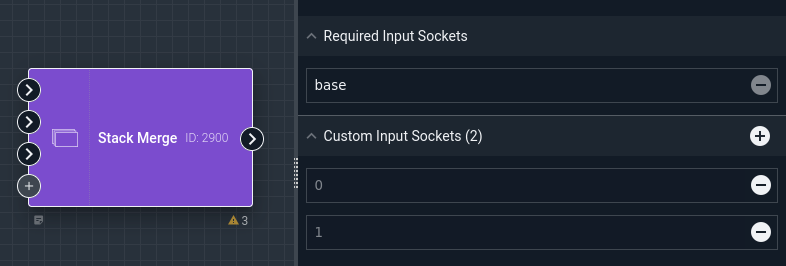 Stack Merge ID: 2900
3
Required Input Sockets
base
Custom Input Sockets (2)
0
1